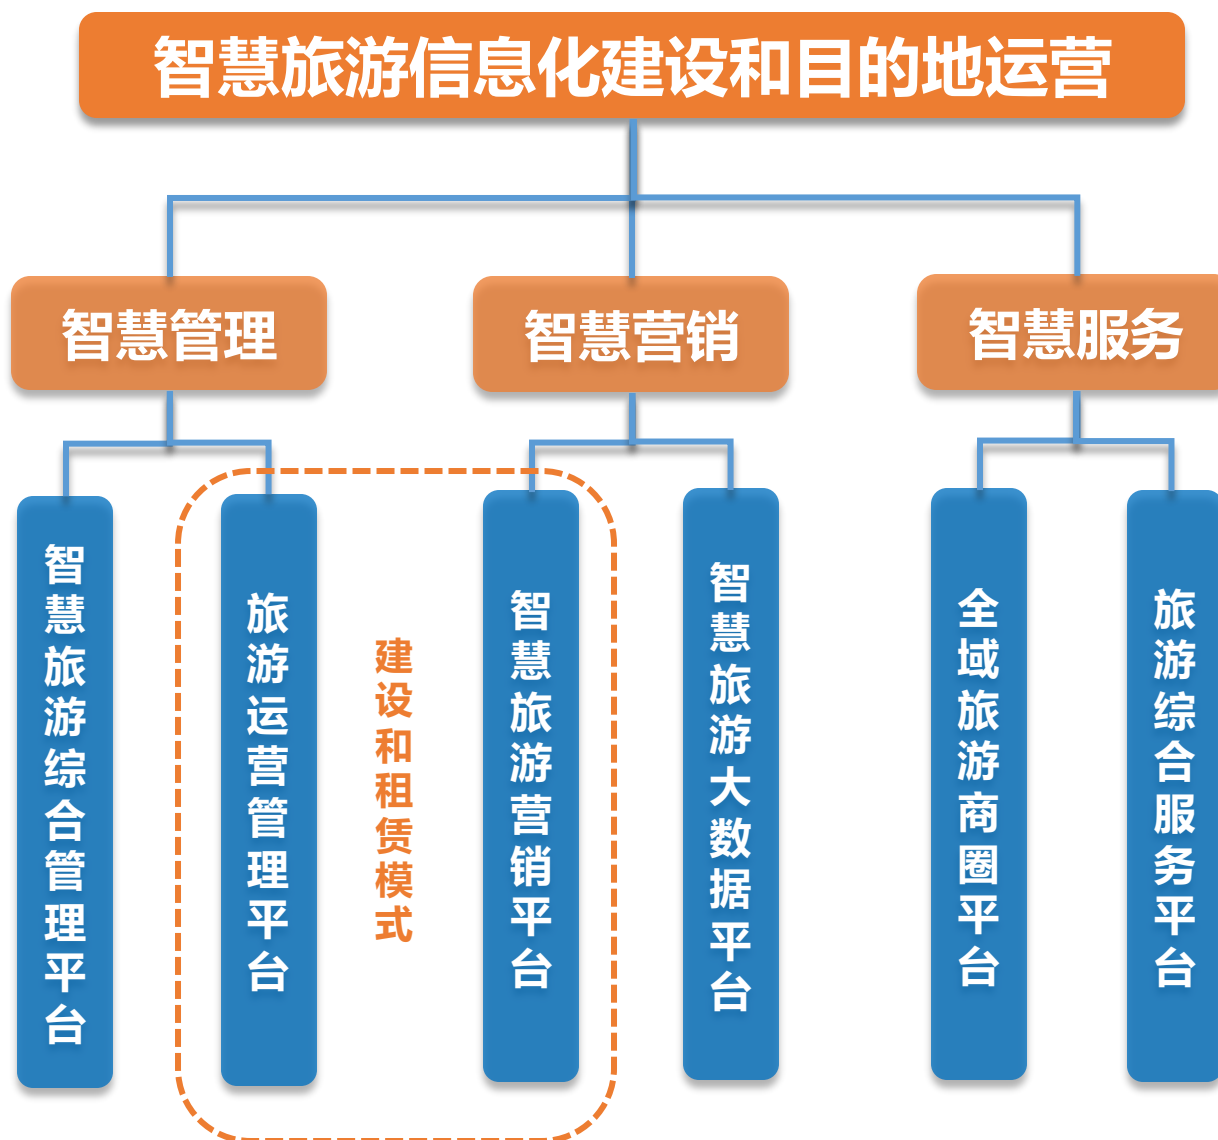 智慧旅游信息化建设和目的地运营
智慧管理
智慧营销
智慧服务
智慧旅游综合管理平台
旅游运营管理平台
建设和租赁模式
智慧旅游营销平台
智慧旅游大数据平台
全域旅游商圈平台
旅游综合服务平台